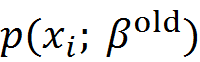 p(x_i; β^old)